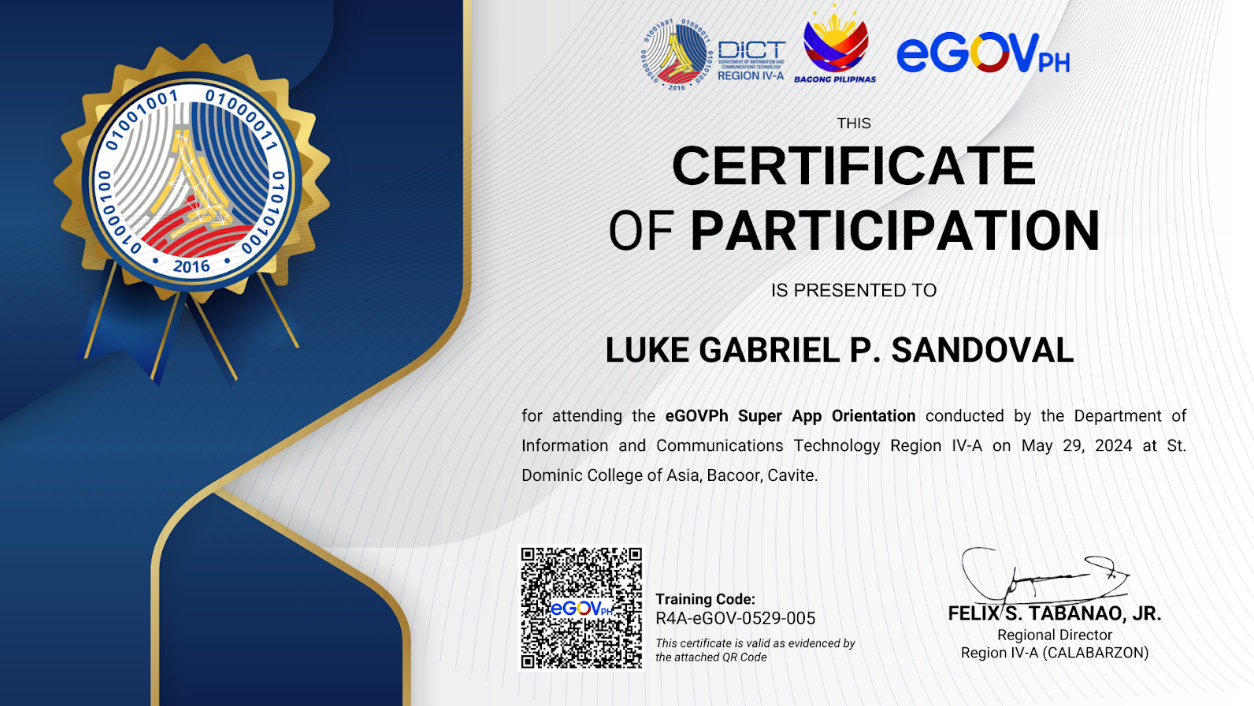 01001001 01000011
01000100 01010100
• 2016 •
01001001 01000011
01000100 01010100
• 2016 •
DICT
DEPARTMENT OF INFORMATION AND
COMMUNICATIONS TECHNOLOGY
REGION IV-A
BAGONG PILIPINAS
eGOVPH
THIS
CERTIFICATE
OF PARTICIPATION
IS PRESENTED TO
LUKE GABRIEL P. SANDOVAL
for attending the eGOVPh Super App Orientation conducted by the Department of
Information and Communications Technology Region IV-A on May 29, 2024 at St.
Dominic College of Asia, Bacoor, Cavite.
eGOVPH
Training Code:
R4A-eGOV-0529-005
This certificate is valid as evidenced by
the attached QR Code
FELIX S. TABANAO, JR.
Regional Director
Region IV-A (CALABARZON)